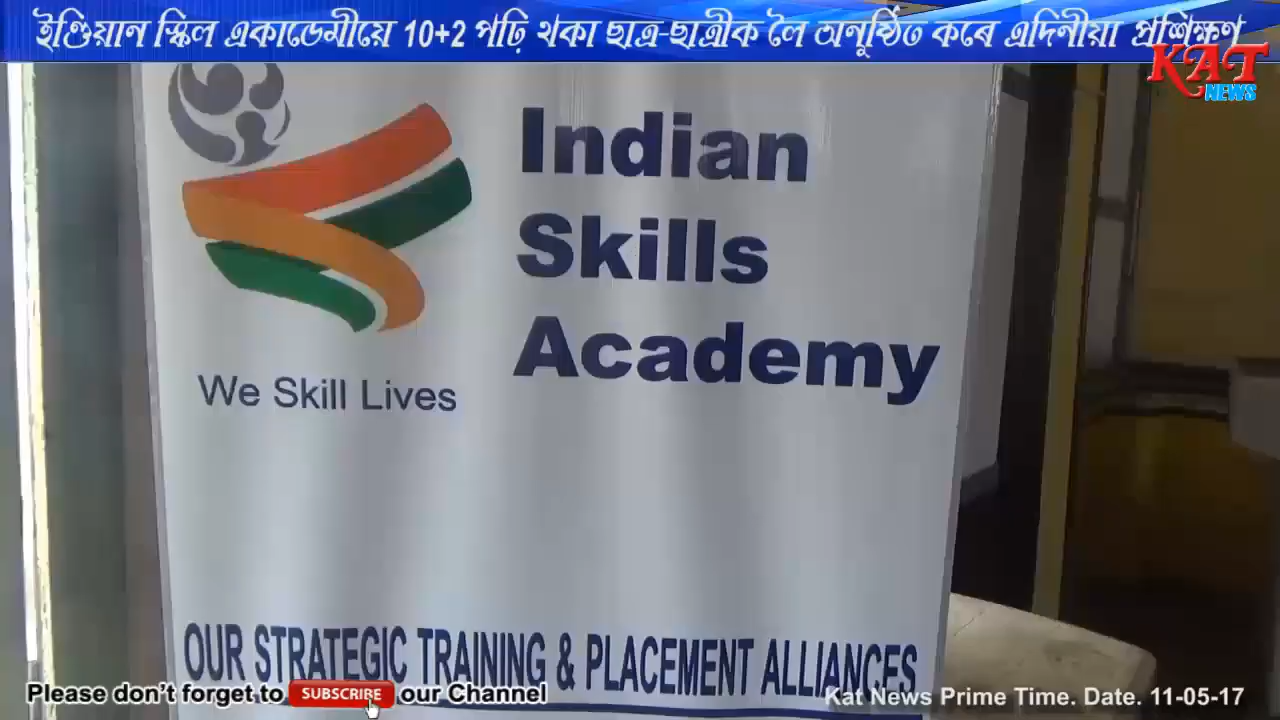 ইণ্ডিয়ান স্কিল একাডেমীয়ে 10+2 পঢ়ি থকা ছাত্ৰ-ছাত্ৰীক লৈ অনুষ্ঠিত কৰে এদিনীয়া প্ৰশিক্ষণ
KAT
NEWS
Indian
Skills
Academy
We Skill Lives
OUR STRATEGIC TRAINING & PLACEMENT ALLIANCES
Please don't forget to SUBSCRIBE our Channel
Kat News Prime Time. Date. 11-05-17